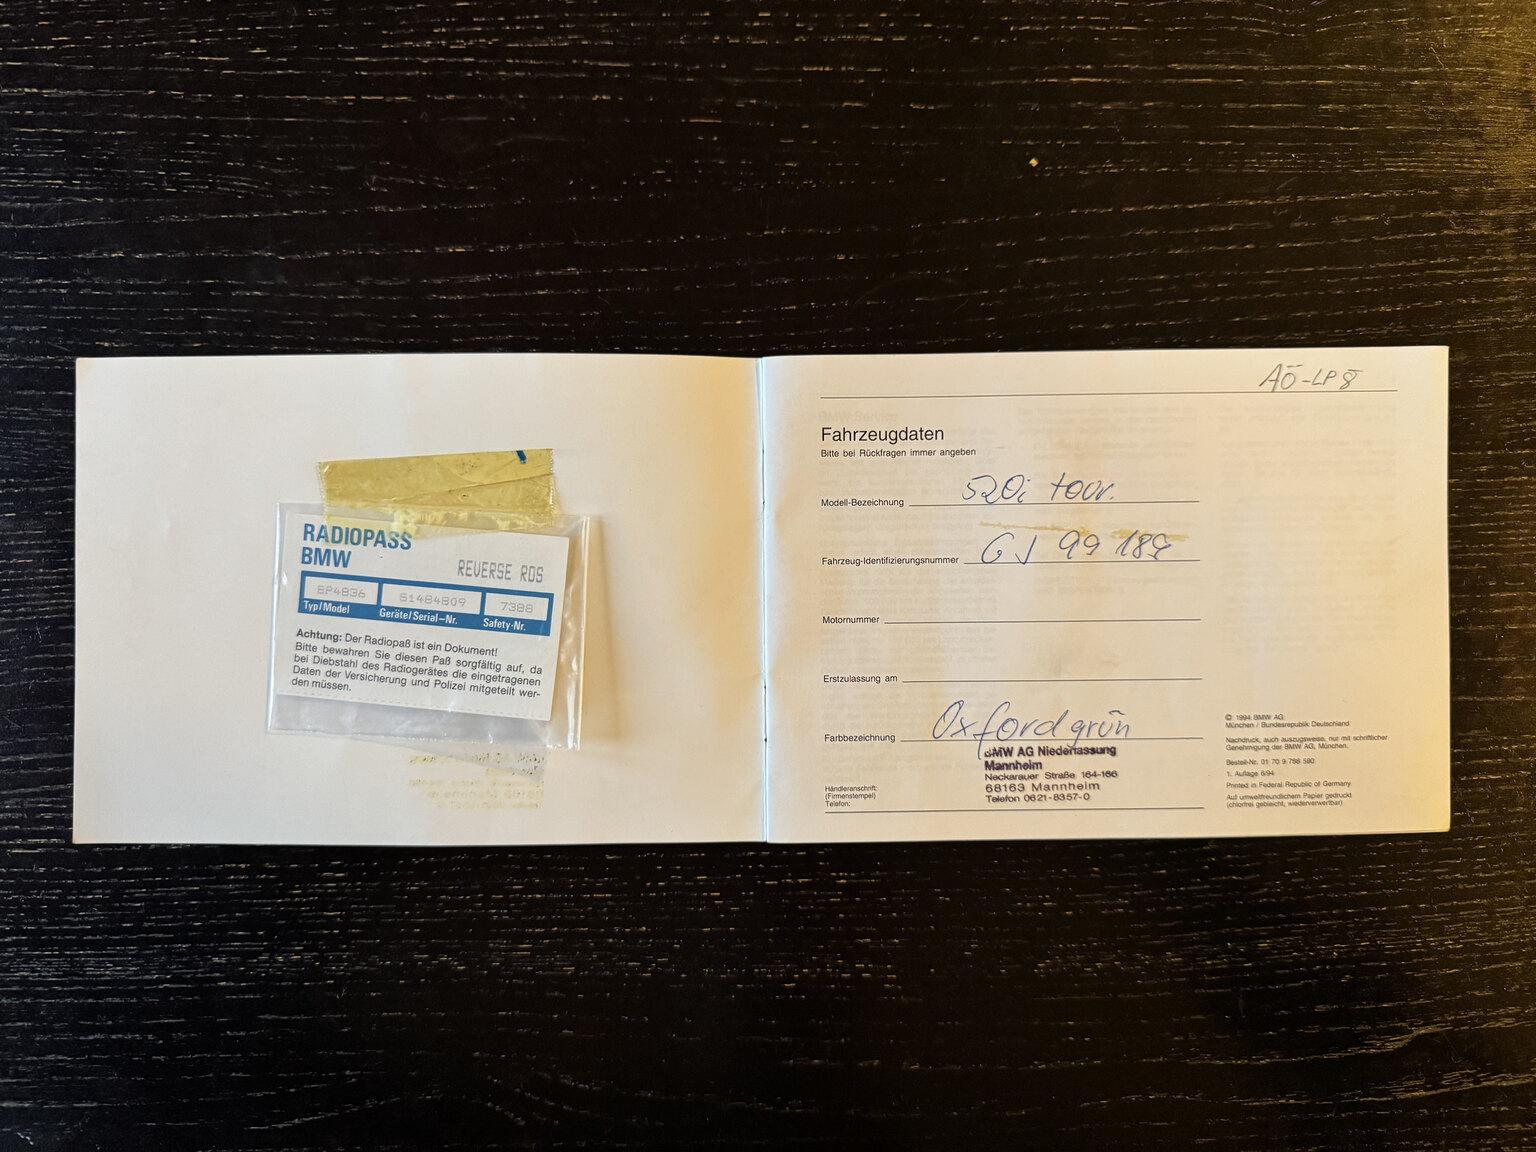 RADIOPASS
BMW
REVERSE RDS
BP4836 S1484809 7388
Typ/Model Geräte/Serial-Nr. Safety-Nr.
Achtung: Der Radiopaß ist ein Dokument!
Bitte bewahren Sie diesen Paß sorgfältig auf, da
bei Diebstahl des Radiogerätes die eingetragenen
Daten der Versicherung und Polizei mitgeteilt wer-
den müssen.
AÖ-LP8
Fahrzeugdaten
Bitte bei Rückfragen immer angeben
Modell-Bezeichnung 520i tour.
Fahrzeug-Identifizierungsnummer GJ 99 188
Motornummer
Erstzulassung am
Farbbezeichnung Oxfordgrün
BMW AG Niederlassung
Mannheim
Neckarauer Straße 164-166
68163 Mannheim
Telefon 0621-8357-0
Händleranschrift:
(Firmenstempel)
Telefon:
© 1994 BMW AG
München / Bundesrepublik Deutschland
Nachdruck, auch auszugsweise, nur mit schriftlicher
Genehmigung der BMW AG, München.
Bestell-Nr. 01 70 9 788 580
1. Auflage 6/94
Printed in Federal Republic of Germany
Auf umweltfreundlichem Papier gedruckt
(chlorfrei gebleicht, wiederverwertbar)